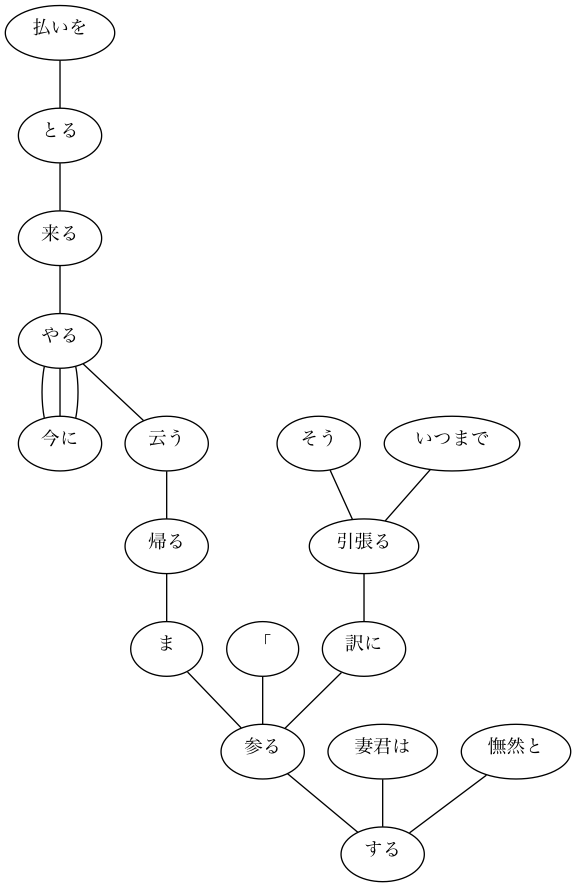 払いを
とる
来る
やる
今に
云う
そう
いつまで
帰る
引張る
ま
「
訳に
参る
妻君は
憮然と
する